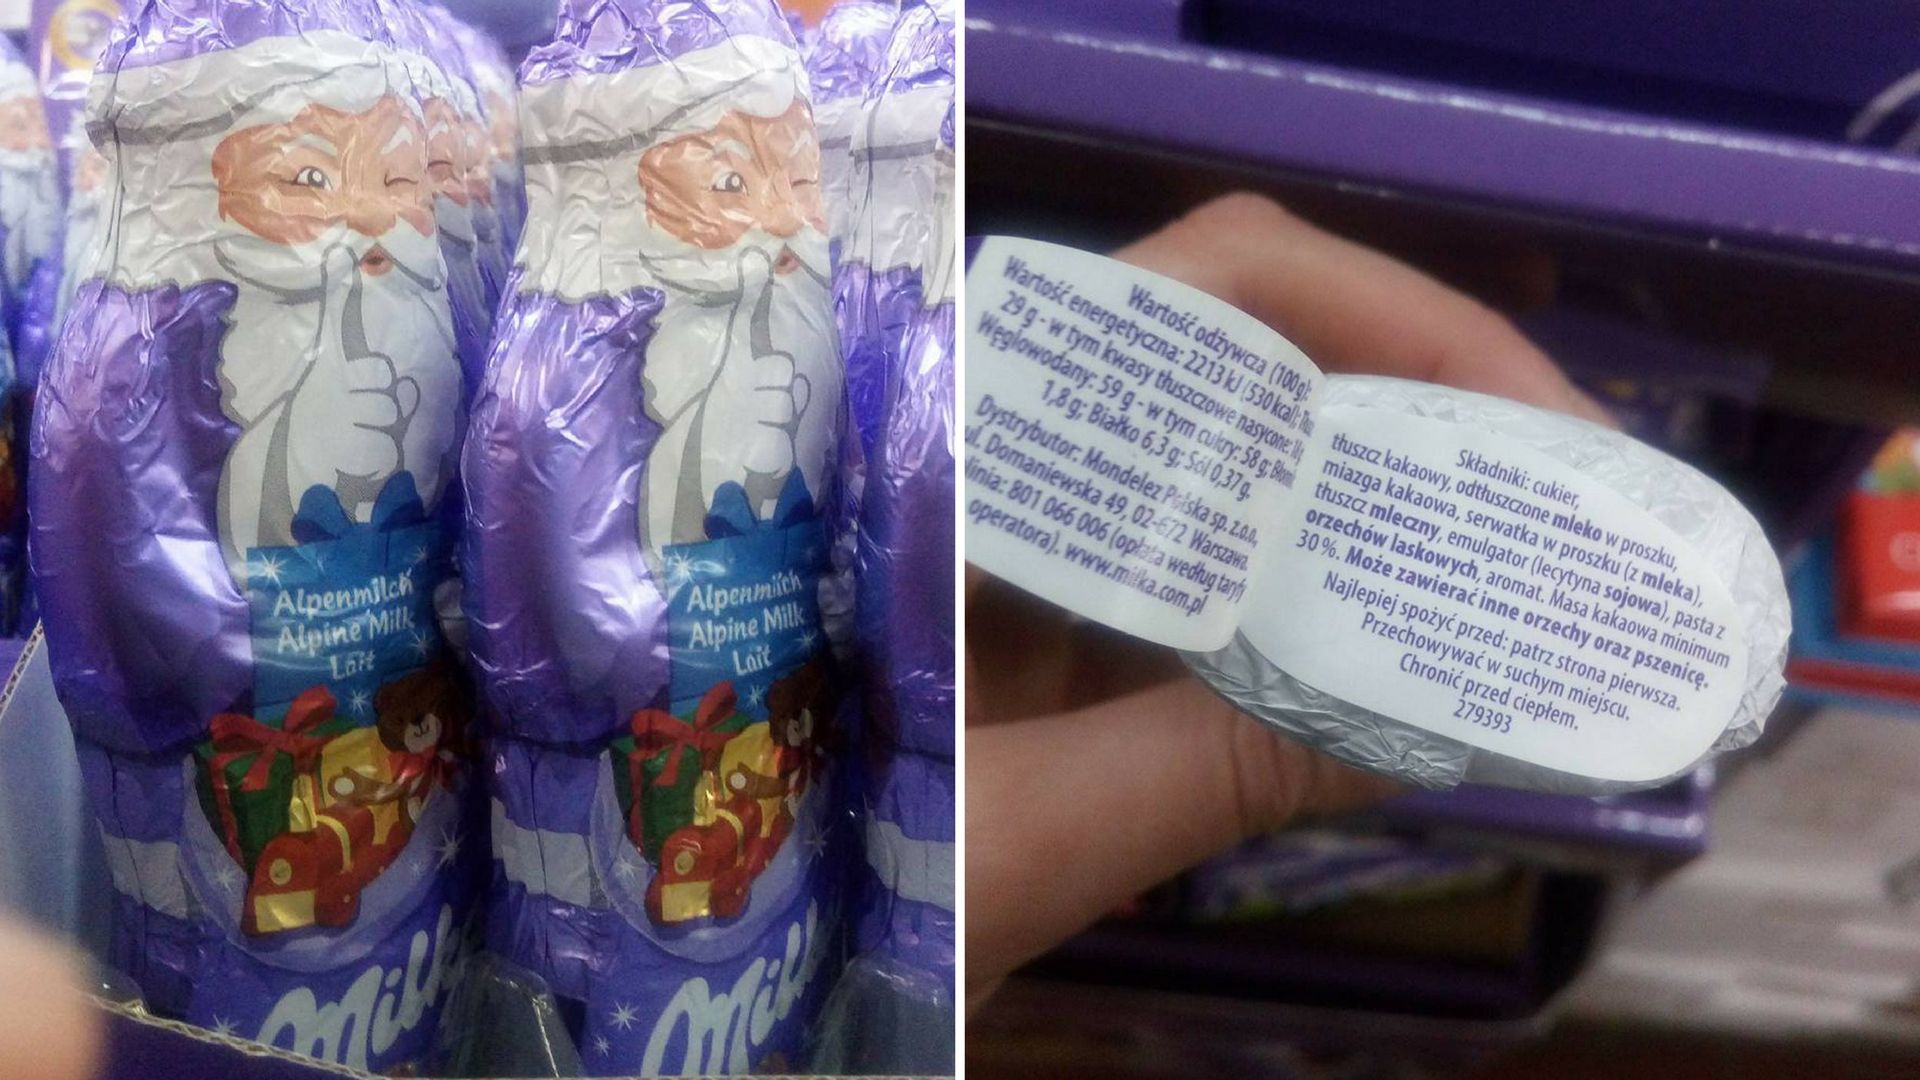 Alpenmilch
Alpine Milk
Lait
Milk
Alpenmilch
Alpine Milk
Lait
Milk
Wartość odżywcza (100g):
Wartość energetyczna: 2213 kJ (530 kcal);
29 g - w tym kwasy tłuszczowe nasycone:
Węglowodany: 59 g - w tym cukry: 58 g;
1,8 g; Białko 6,3 g; Sól 0,37 g.
Dystrybutor: Mondelez Polska sp. z o.o.,
ul. Domaniewska 49, 02-672 Warszawa.
801 066 006 (opłata według taryfy
operatora). www.milka.com.pl
Składniki: cukier,
tłuszcz kakaowy, odtłuszczone mleko w proszku,
miazga kakaowa, serwatka w proszku (z mleka),
tłuszcz mleczny, emulgator (lecytyna sojowa), pasta z
orzechów laskowych, aromat. Masa kakaowa minimum
30 %. Może zawierać inne orzechy oraz pszenicę.
Najlepiej spożyć przed: patrz strona pierwsza.
Przechowywać w suchym miejscu.
Chronić przed ciepłem.
279393